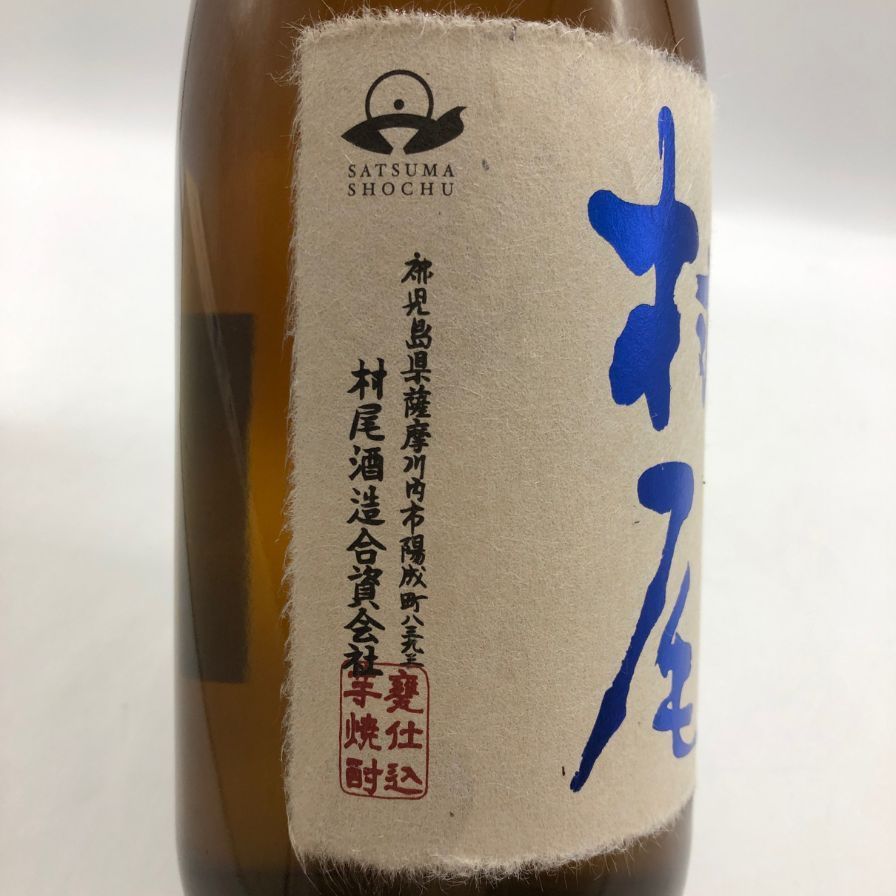 SATSUMA
SHOCHU
村尾
鹿児島県薩摩川内市陽成町八三九三
村尾酒造合資会社
甕仕込
芋焼酎